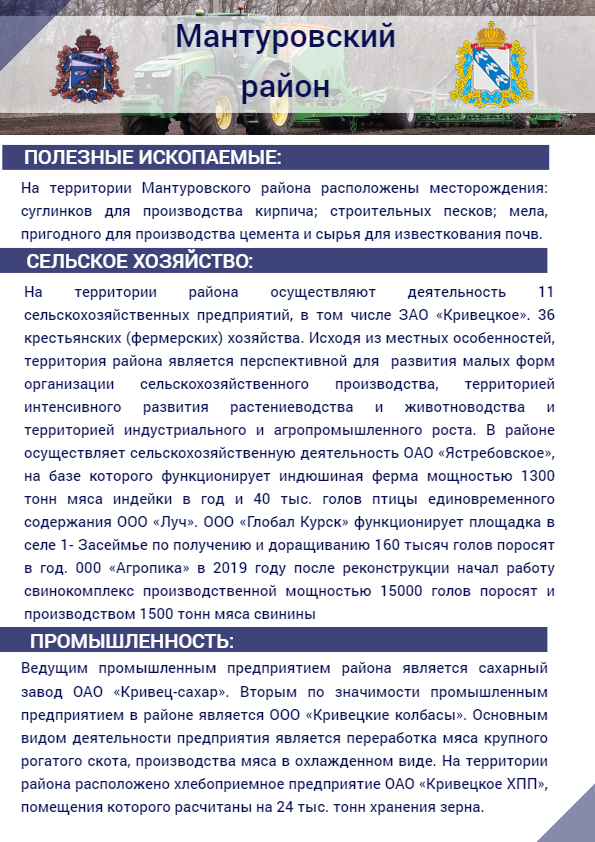 Мантуровский
район
ПОЛЕЗНЫЕ ИСКОПАЕМЫЕ:
На территории Мантуровского района расположены месторождения:
суглинков для производства кирпича; строительных песков; мела,
пригодного для производства цемента и сырья для известкования почв.
СЕЛЬСКОЕ ХОЗЯЙСТВО:
На территории района осуществляют деятельность 11
сельскохозяйственных предприятий, в том числе ЗАО «Кривецкое». 36
крестьянских (фермерских) хозяйства. Исходя из местных особенностей,
территория района является перспективной для развития малых форм
организации сельскохозяйственного производства, территорией
интенсивного развития растениеводства и животноводства и
территорией индустриального и агропромышленного роста. В районе
осуществляет сельскохозяйственную деятельность ОАО «Ястребовское»,
на базе которого функционирует индюшиная ферма мощностью 1300
тонн мяса индейки в год и 40 тыс. голов птицы единовременного
содержания ООО «Луч». ООО «Глобал Курск» функционирует площадка в
селе 1- Засеймье по получению и доращиванию 160 тысяч голов поросят
в год. 000 «Агропика» в 2019 году после реконструкции начал работу
свинокомплекс производственной мощностью 15000 голов поросят и
производством 1500 тонн мяса свинины
ПРОМЫШЛЕННОСТЬ:
Ведущим промышленным предприятием района является сахарный
завод ОАО «Кривец-сахар». Вторым по значимости промышленным
предприятием в районе является ООО «Кривецкие колбасы». Основным
видом деятельности предприятия является переработка мяса крупного
рогатого скота, производства мяса в охлажденном виде. На территории
района расположено хлебоприемное предприятие ОАО «Кривецкое ХПП»,
помещения которого расчитаны на 24 тыс. тонн хранения зерна.